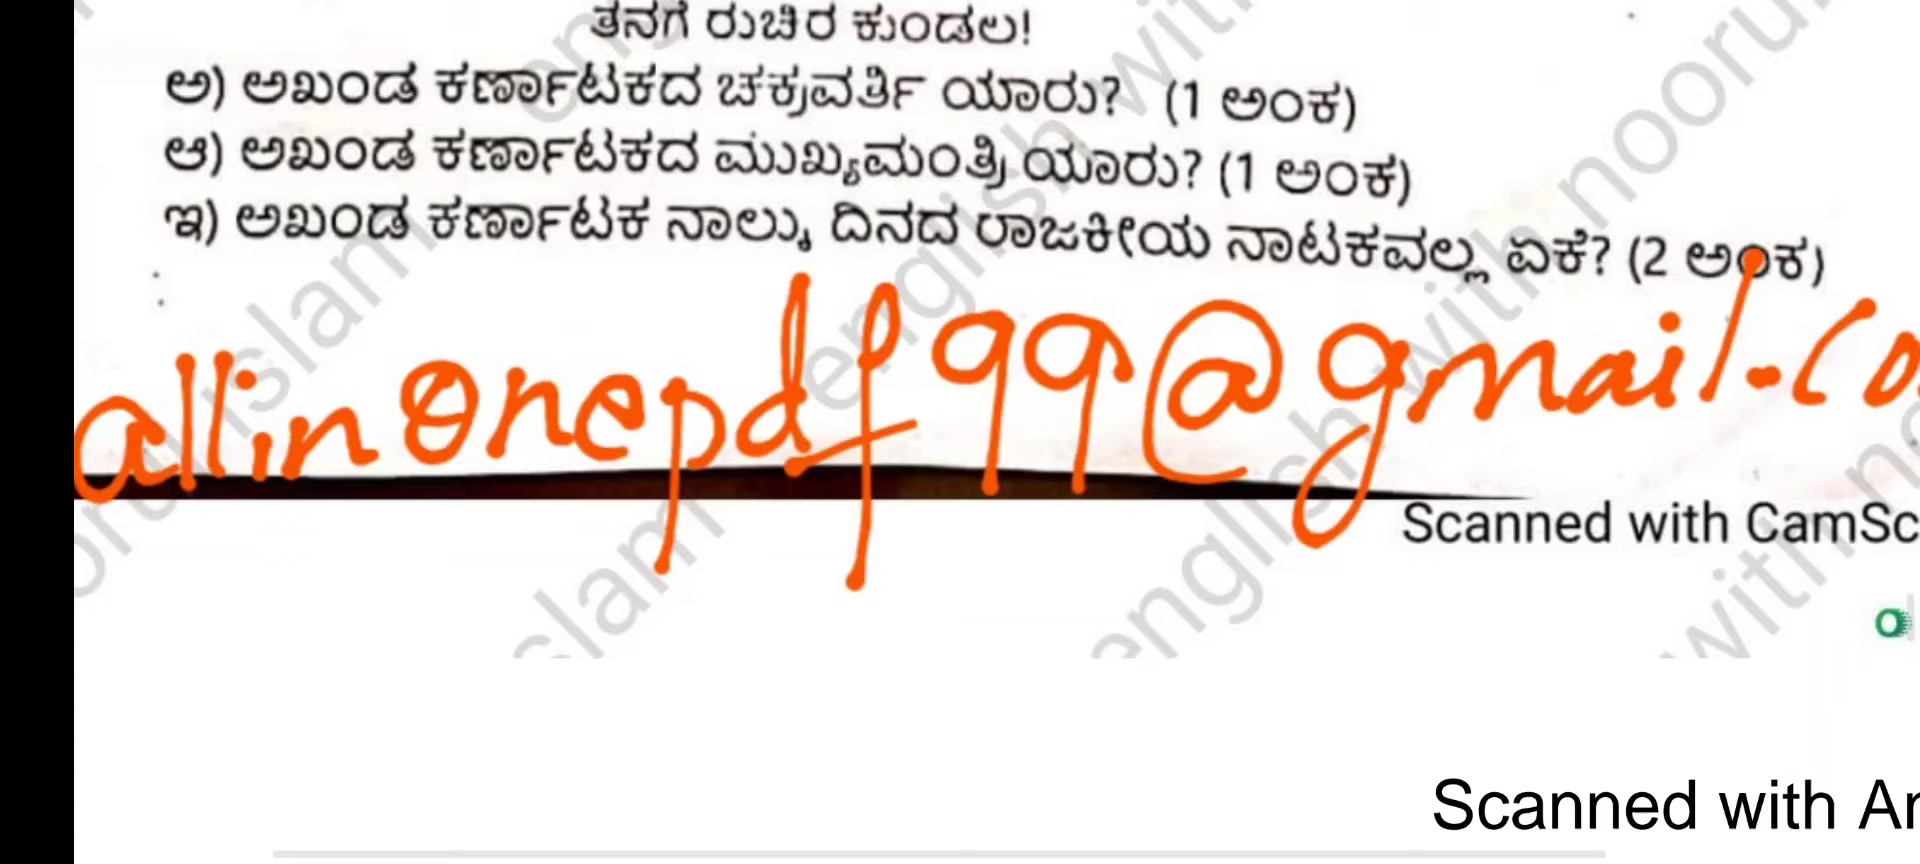 ತನಗೆ ರುಚಿರ ಕುಂಡಲ!
ಅ) ಅಖಂಡ ಕರ್ಣಾಟಕದ ಚಕ್ರವರ್ತಿ ಯಾರು? (1 ಅಂಕ)
ಆ) ಅಖಂಡ ಕರ್ಣಾಟಕದ ಮುಖ್ಯಮಂತ್ರಿ ಯಾರು? (1 ಅಂಕ)
ಇ) ಅಖಂಡ ಕರ್ಣಾಟಕ ನಾಲ್ಕು ದಿನದ ರಾಜಕೀಯ ನಾಟಕವಲ್ಲ ಏಕೆ? (2 ಅಂಕ)
allinonepdf99@gmail.co
Scanned with CamSc
Scanned with An